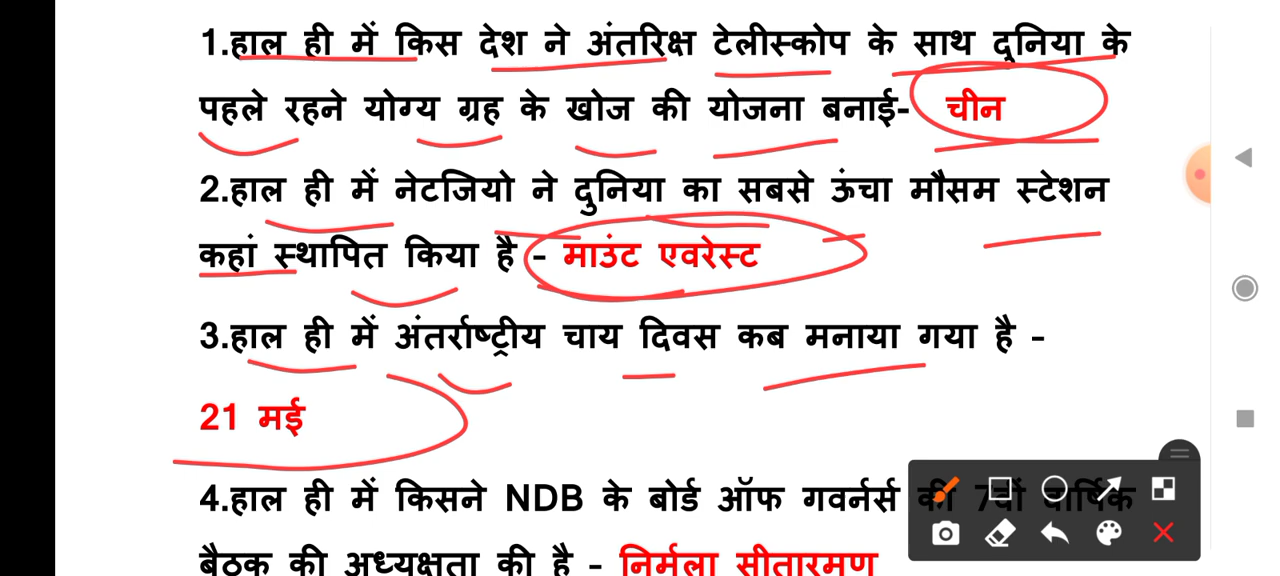 1.हाल ही में किस देश ने अंतरिक्ष टेलीस्कोप के साथ दुनिया के
पहले रहने योग्य ग्रह के खोज की योजना बनाई- चीन
2.हाल ही में नेटजियो ने दुनिया का सबसे ऊंचा मौसम स्टेशन
कहां स्थापित किया है - माउंट एवरेस्ट
3.हाल ही में अंतर्राष्ट्रीय चाय दिवस कब मनाया गया है -
21 मई
4.हाल ही में किसने NDB के बोर्ड ऑफ गवर्नर्स की 7वीं वार्षिक
बैठक की अध्यक्षता की है - निर्मला सीतारमण